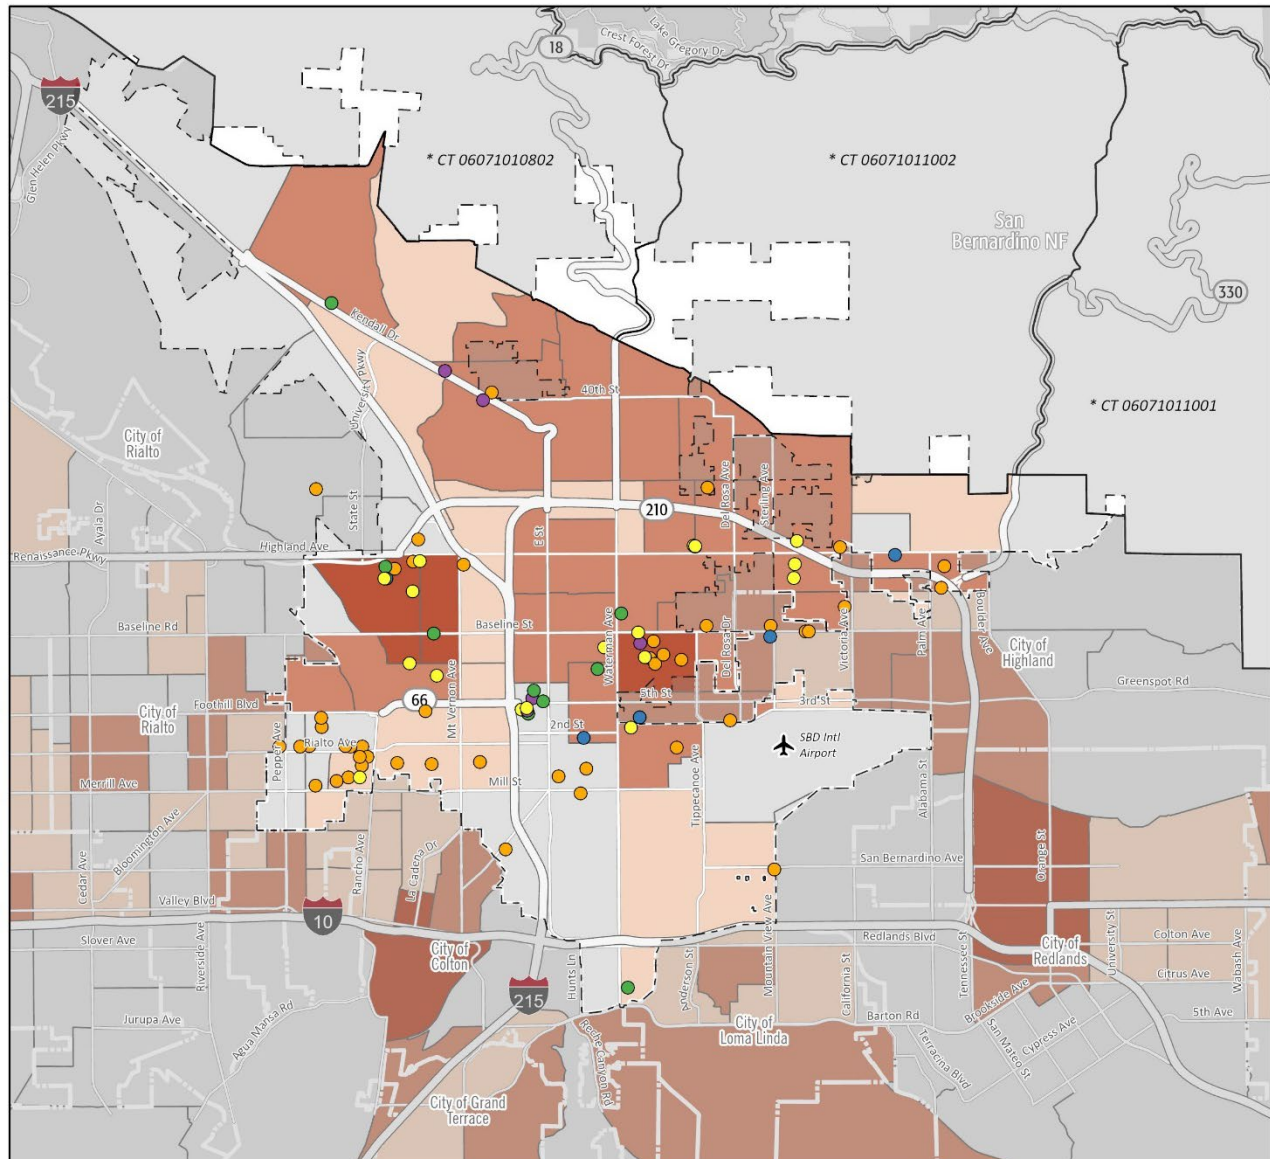 Lake Gregory Dr
Crest Forest Dr
18
215
Glen Helen Pkwy
* CT 06071010802
* CT 06071011002
San
Bernardino NF
330
Kendall Dr
University Pkwy
40th St
* CT 06071011001
City of
Rialto
Ayala Dr
State St
Del Rosa Ave
Sterling Ave
210
E St
Highland Ave
Renaissance Pkwy
Baseline Rd
Baseline St
Waterman Ave
Del Rosa Dr
Victoria Ave
Palm Ave
Boulder Ave
City of
Highland
Mt Vernon Ave
5th St
3rd St
Greenspot Rd
66
Foothill Blvd
City of
Rialto
2nd St
Pepper Ave
Rialto Ave
SBD Intl
Airport
Merrill Ave
Mill St
Tippecanoe Ave
Alabama St
Bloomington Ave
Cedar Ave
Rancho Ave
La Cadena Dr
San Bernardino Ave
Orange St
Valley Blvd
10
Slover Ave
Riverside Ave
City of
Colton
Hunts Ln
Anderson St
Mountain View Ave
Redlands Blvd
California St
Tennessee St
City of
Redlands
University St
Colton Ave
Citrus Ave
Wabash Ave
215
Jurupa Ave
Agua Mansa Rd
Reche Canyon Rd
City of
Loma Linda
Barton Rd
Terracina Blvd
Brookside Ave
San Mateo St
Cypress Ave
5th Ave
City of Grand
Terrace